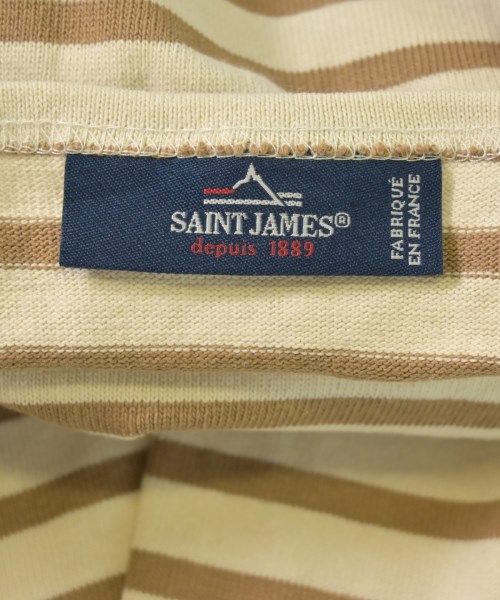 SAINT JAMES®
depuis 1889
FABRIQUÉ
EN FRANCE